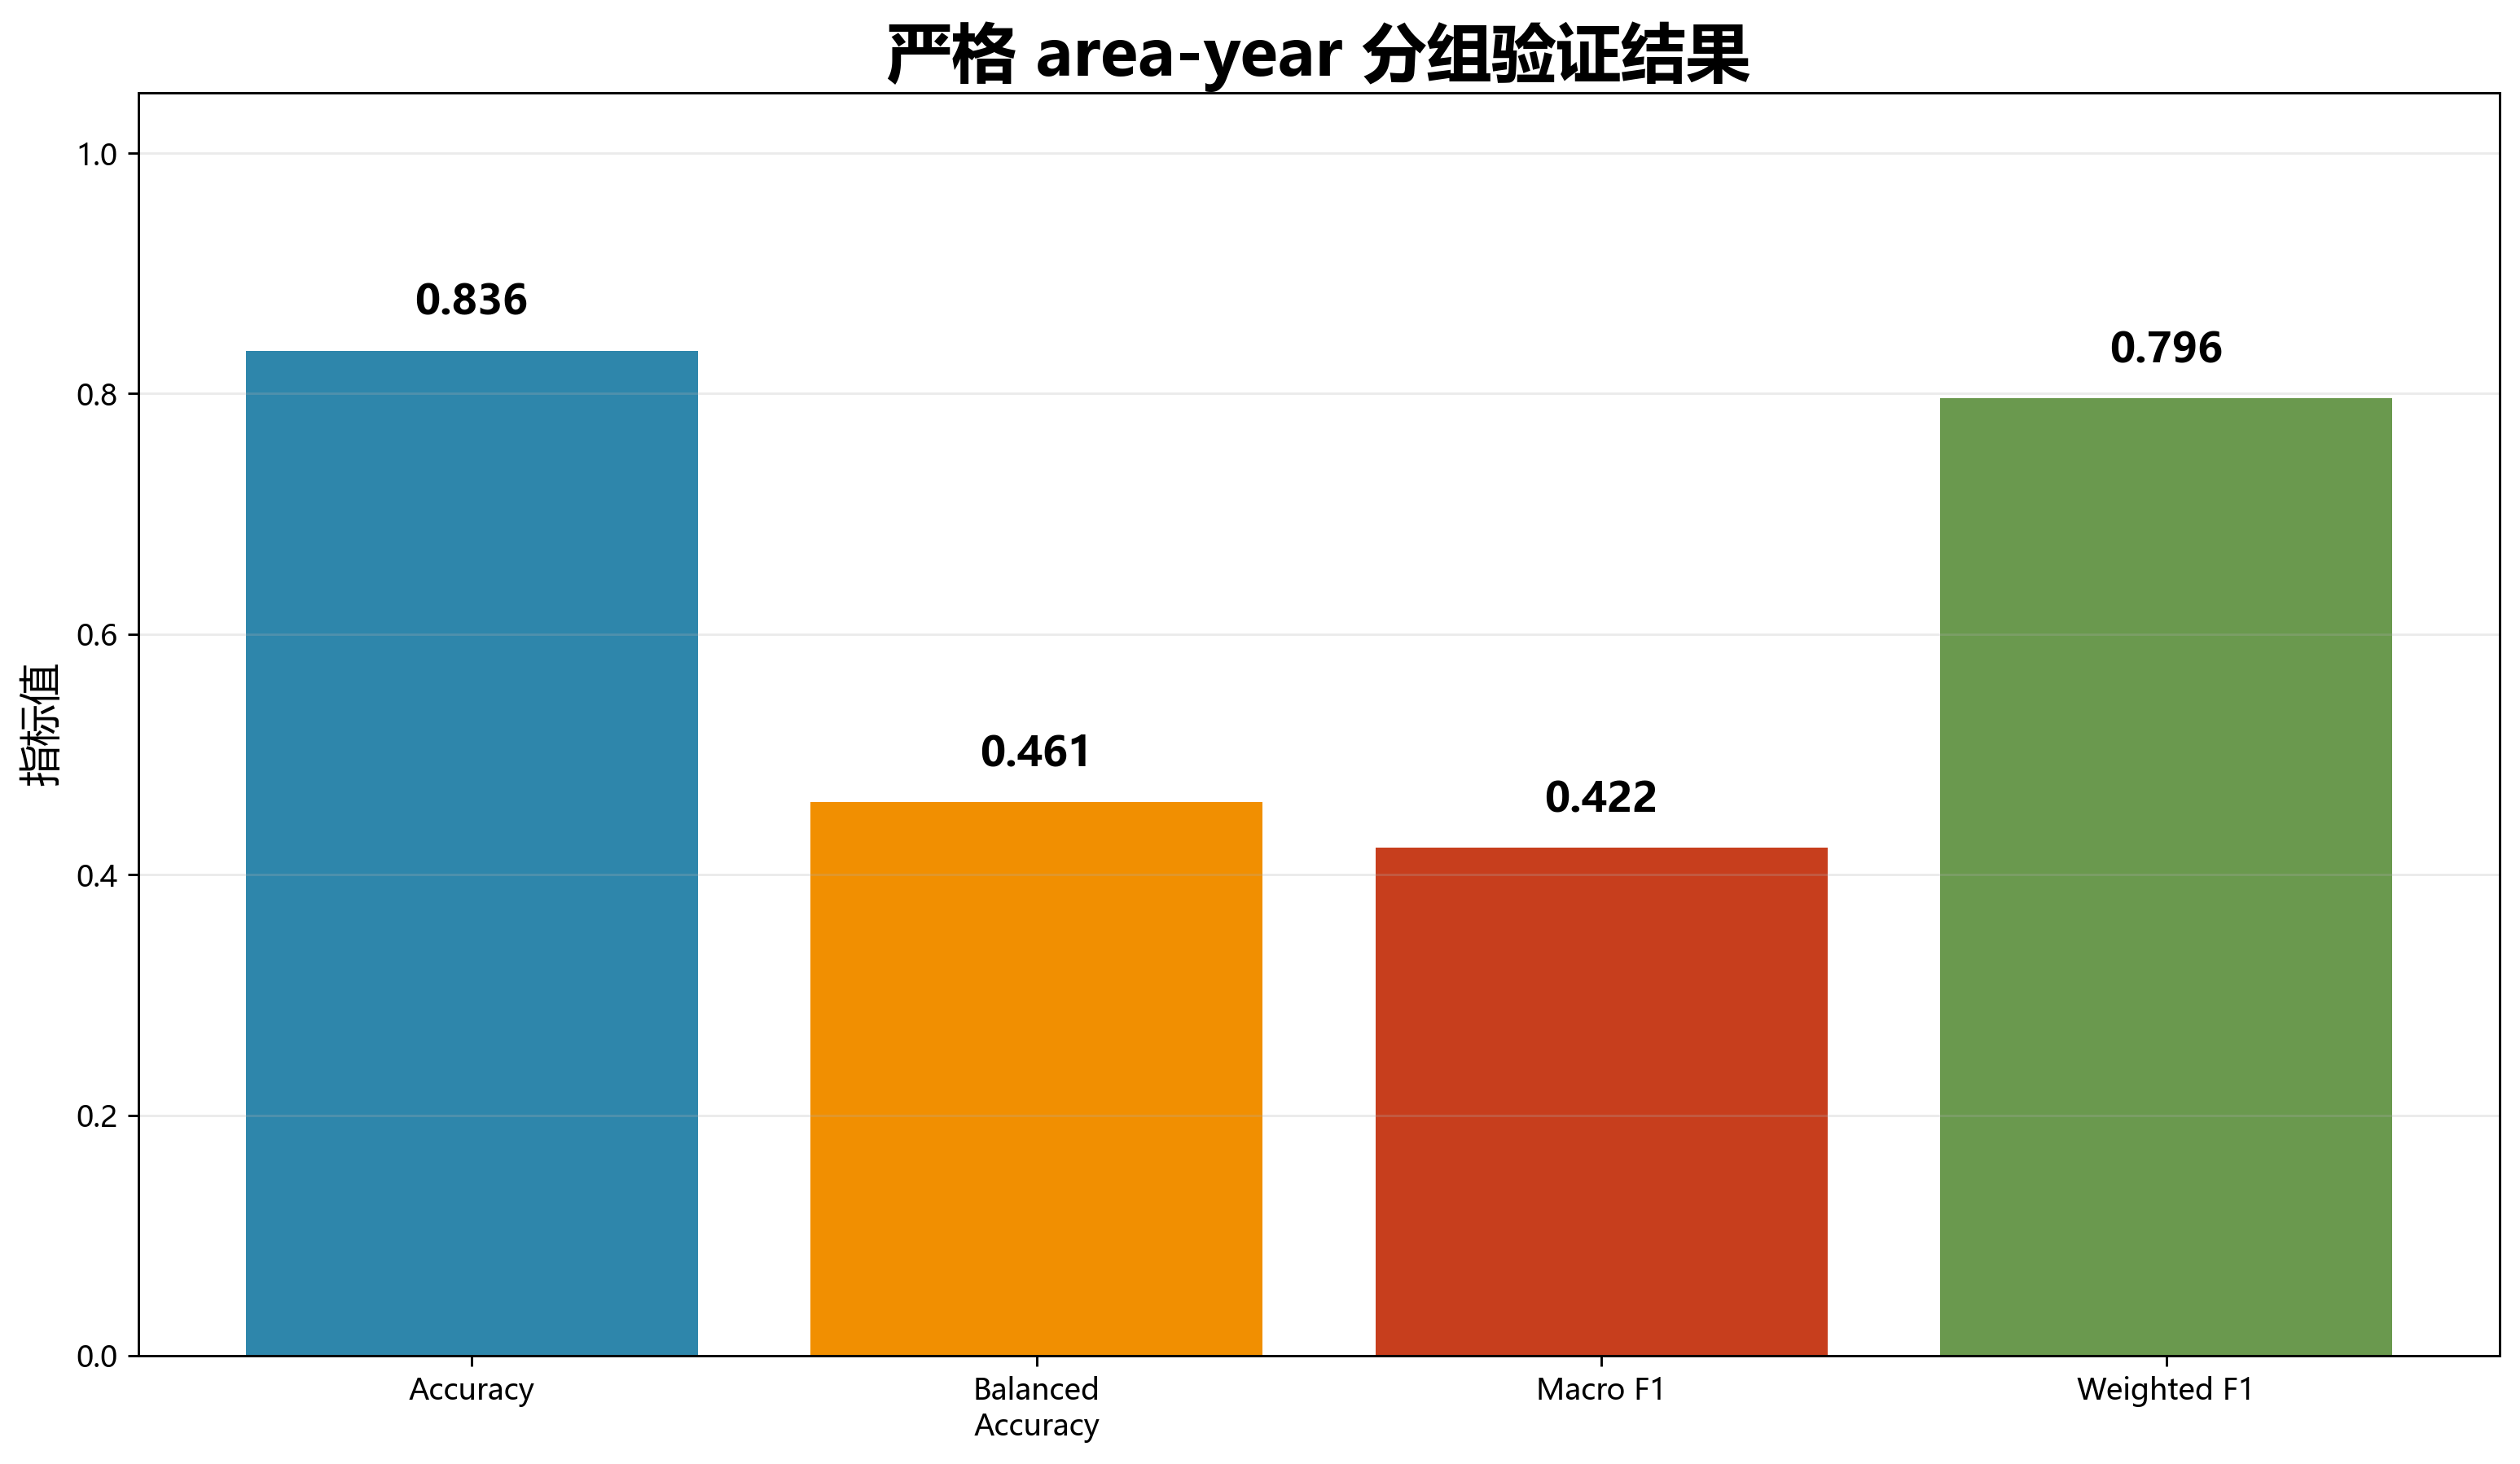 严格 area-year 分组验证结果
指标值
1.0
0.8
0.6
0.4
0.2
0.0
0.836
0.461
0.422
0.796
Accuracy
Balanced
Accuracy
Macro F1
Weighted F1